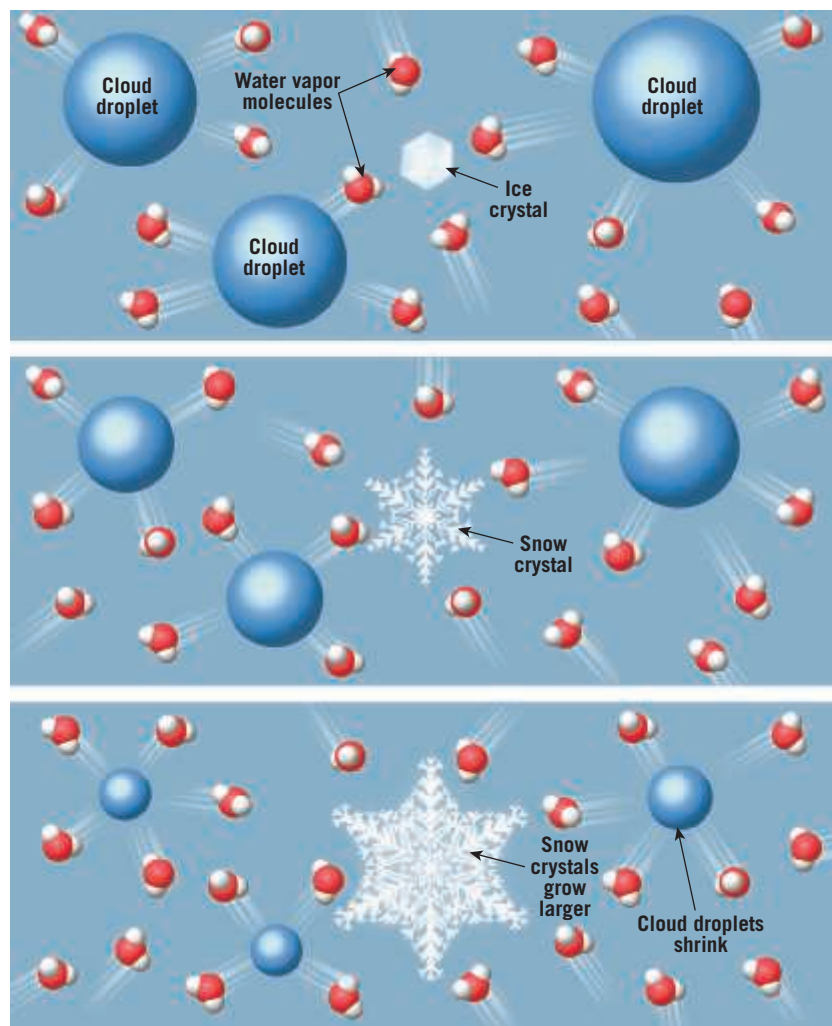 Cloud
droplet
Water vapor
molecules
Cloud
droplet
Ice
crystal
Cloud
droplet
Snow
crystal
Snow
crystals
grow
larger
Cloud droplets
shrink